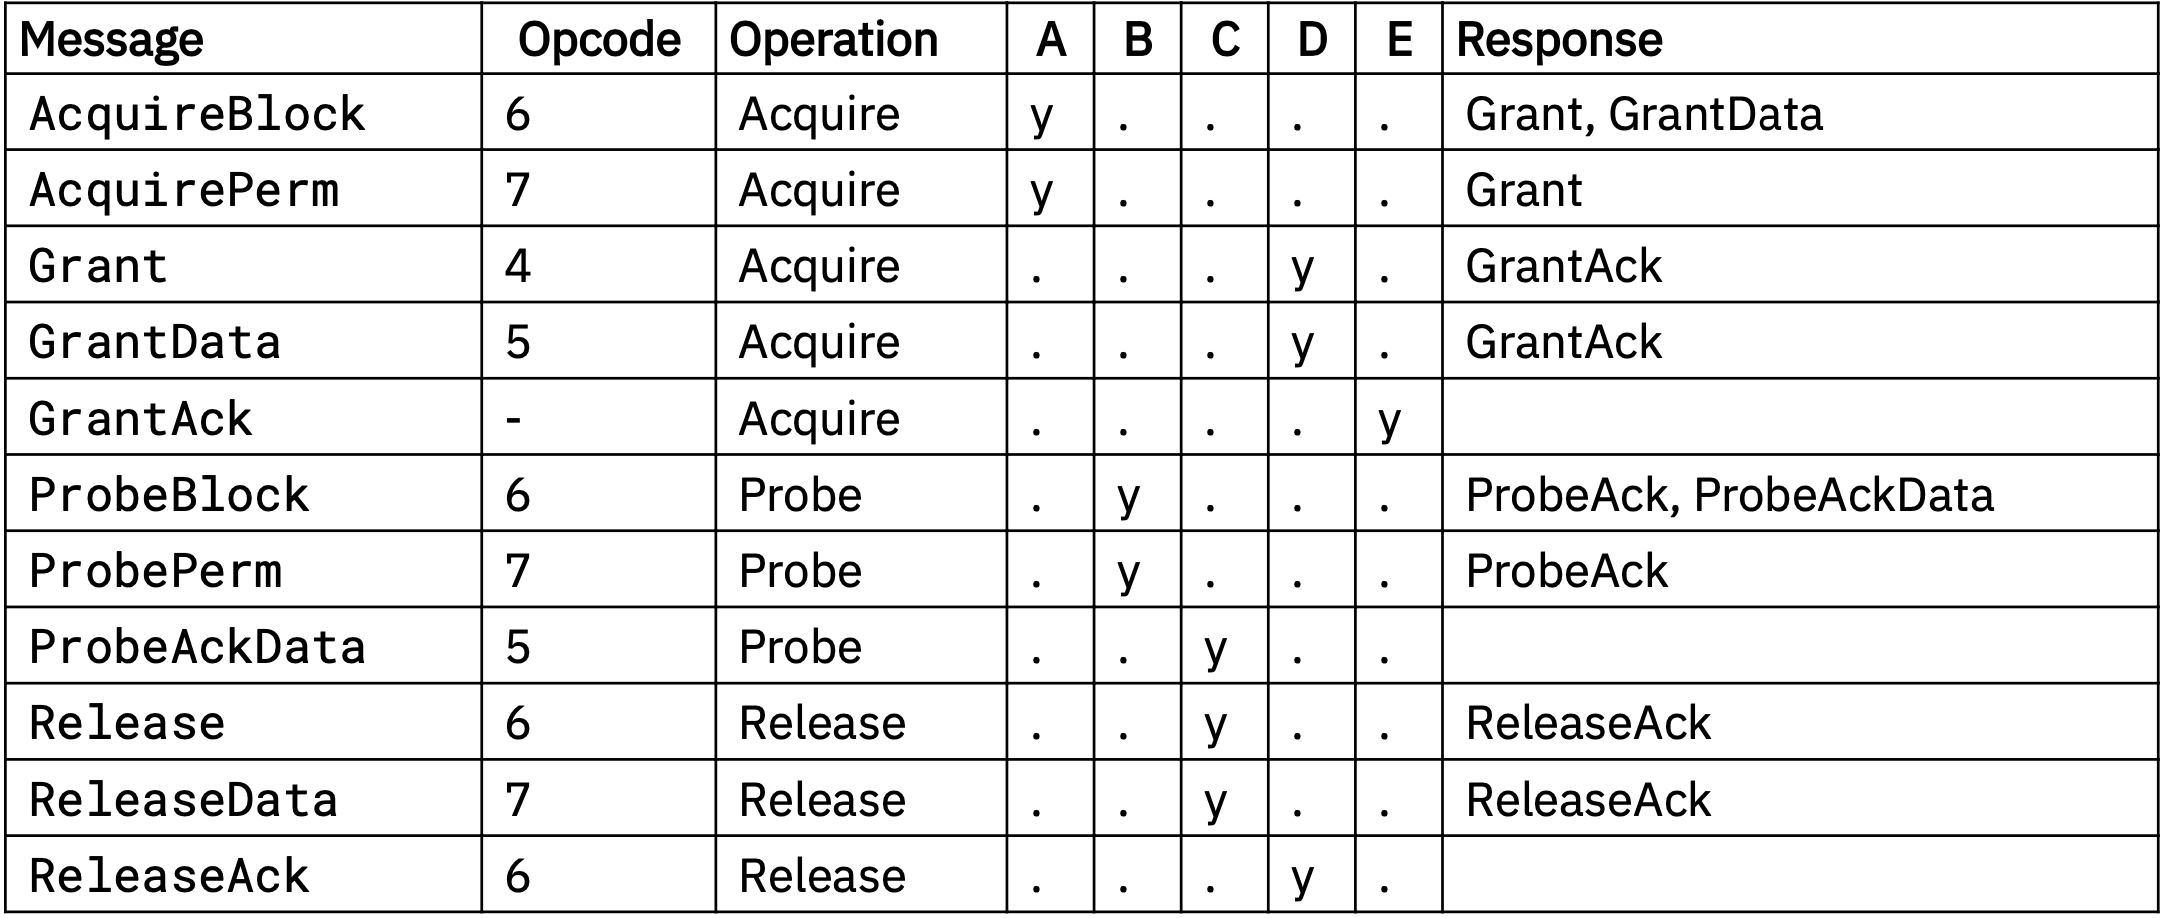 Message Opcode Operation A B C D E Response
AcquireBlock 6 Acquire y . . . . Grant, GrantData
AcquirePerm 7 Acquire y . . . . Grant
Grant 4 Acquire . . . y . GrantAck
GrantData 5 Acquire . . . y . GrantAck
GrantAck - Acquire . . . . y
ProbeBlock 6 Probe . y . . . ProbeAck, ProbeAckData
ProbePerm 7 Probe . y . . . ProbeAck
ProbeAckData 5 Probe . . y . .
Release 6 Release . . y . . ReleaseAck
ReleaseData 7 Release . . y . . ReleaseAck
ReleaseAck 6 Release . . . y .